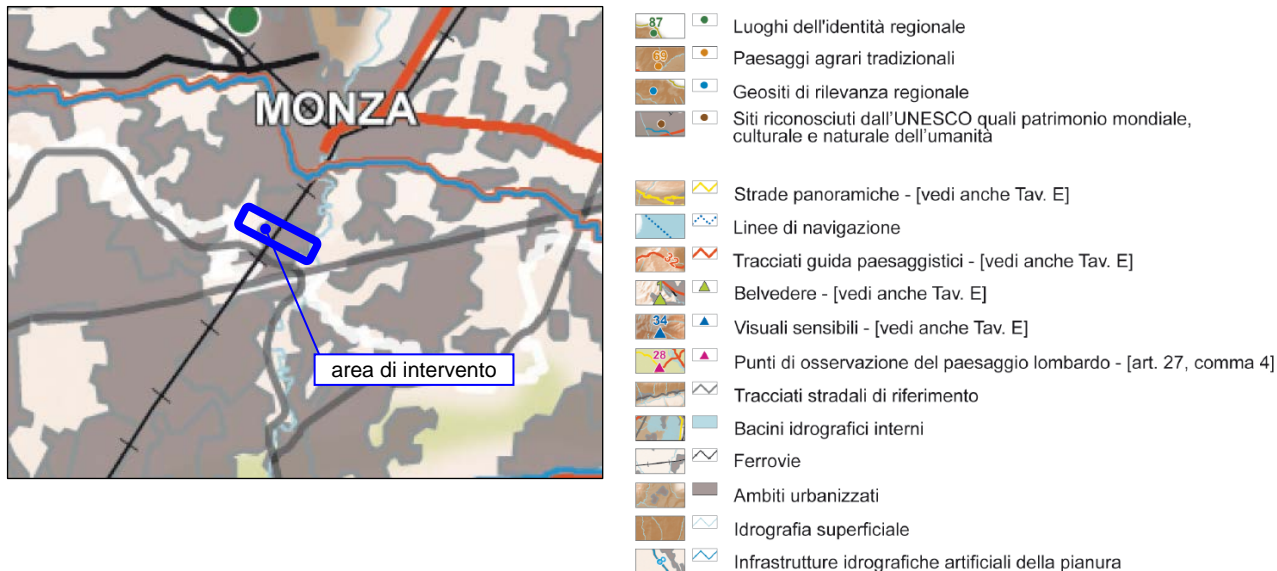 MONZA
area di intervento
87
Luoghi dell'identità regionale
69
Paesaggi agrari tradizionali
Geositi di rilevanza regionale
Siti riconosciuti dall'UNESCO quali patrimonio mondiale,
culturale e naturale dell'umanità
Strade panoramiche - [vedi anche Tav. E]
Linee di navigazione
32
Tracciati guida paesaggistici - [vedi anche Tav. E]
Belvedere - [vedi anche Tav. E]
34
Visuali sensibili - [vedi anche Tav. E]
28
Punti di osservazione del paesaggio lombardo - [art. 27, comma 4]
Tracciati stradali di riferimento
Bacini idrografici interni
Ferrovie
Ambiti urbanizzati
Idrografia superficiale
Infrastrutture idrografiche artificiali della pianura